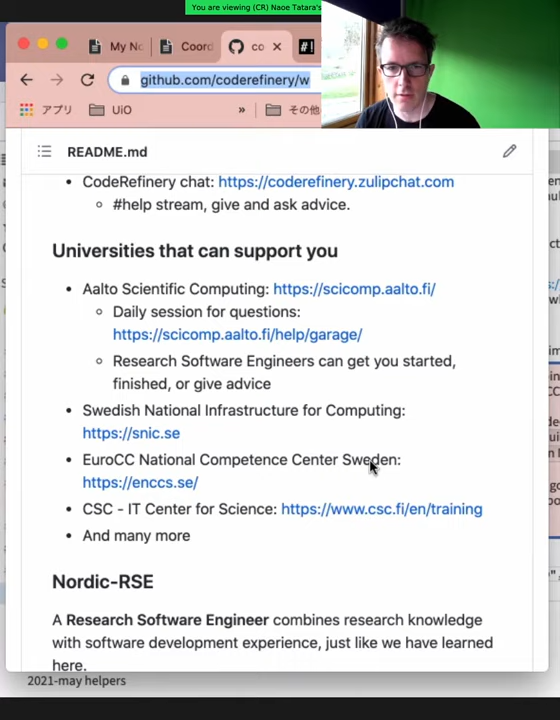 You are viewing (CR) Naoe Tatara's
My No
Coord
co
github.com/coderefinery/w
アプリ
UiO
»
その他
README.md
• CodeRefinery chat: https://coderefinery.zulipchat.com
#help stream, give and ask advice.
Universities that can support you
• Aalto Scientific Computing: https://scicomp.aalto.fi/
Daily session for questions:
https://scicomp.aalto.fi/help/garage/
Research Software Engineers can get you started,
finished, or give advice
• Swedish National Infrastructure for Computing:
https://snic.se
• EuroCC National Competence Center Sweden:
https://enccs.se/
• CSC - IT Center for Science: https://www.csc.fi/en/training
• And many more
Nordic-RSE
A Research Software Engineer combines research knowledge
with software development experience, just like we have learned
here.
2021-may helpers